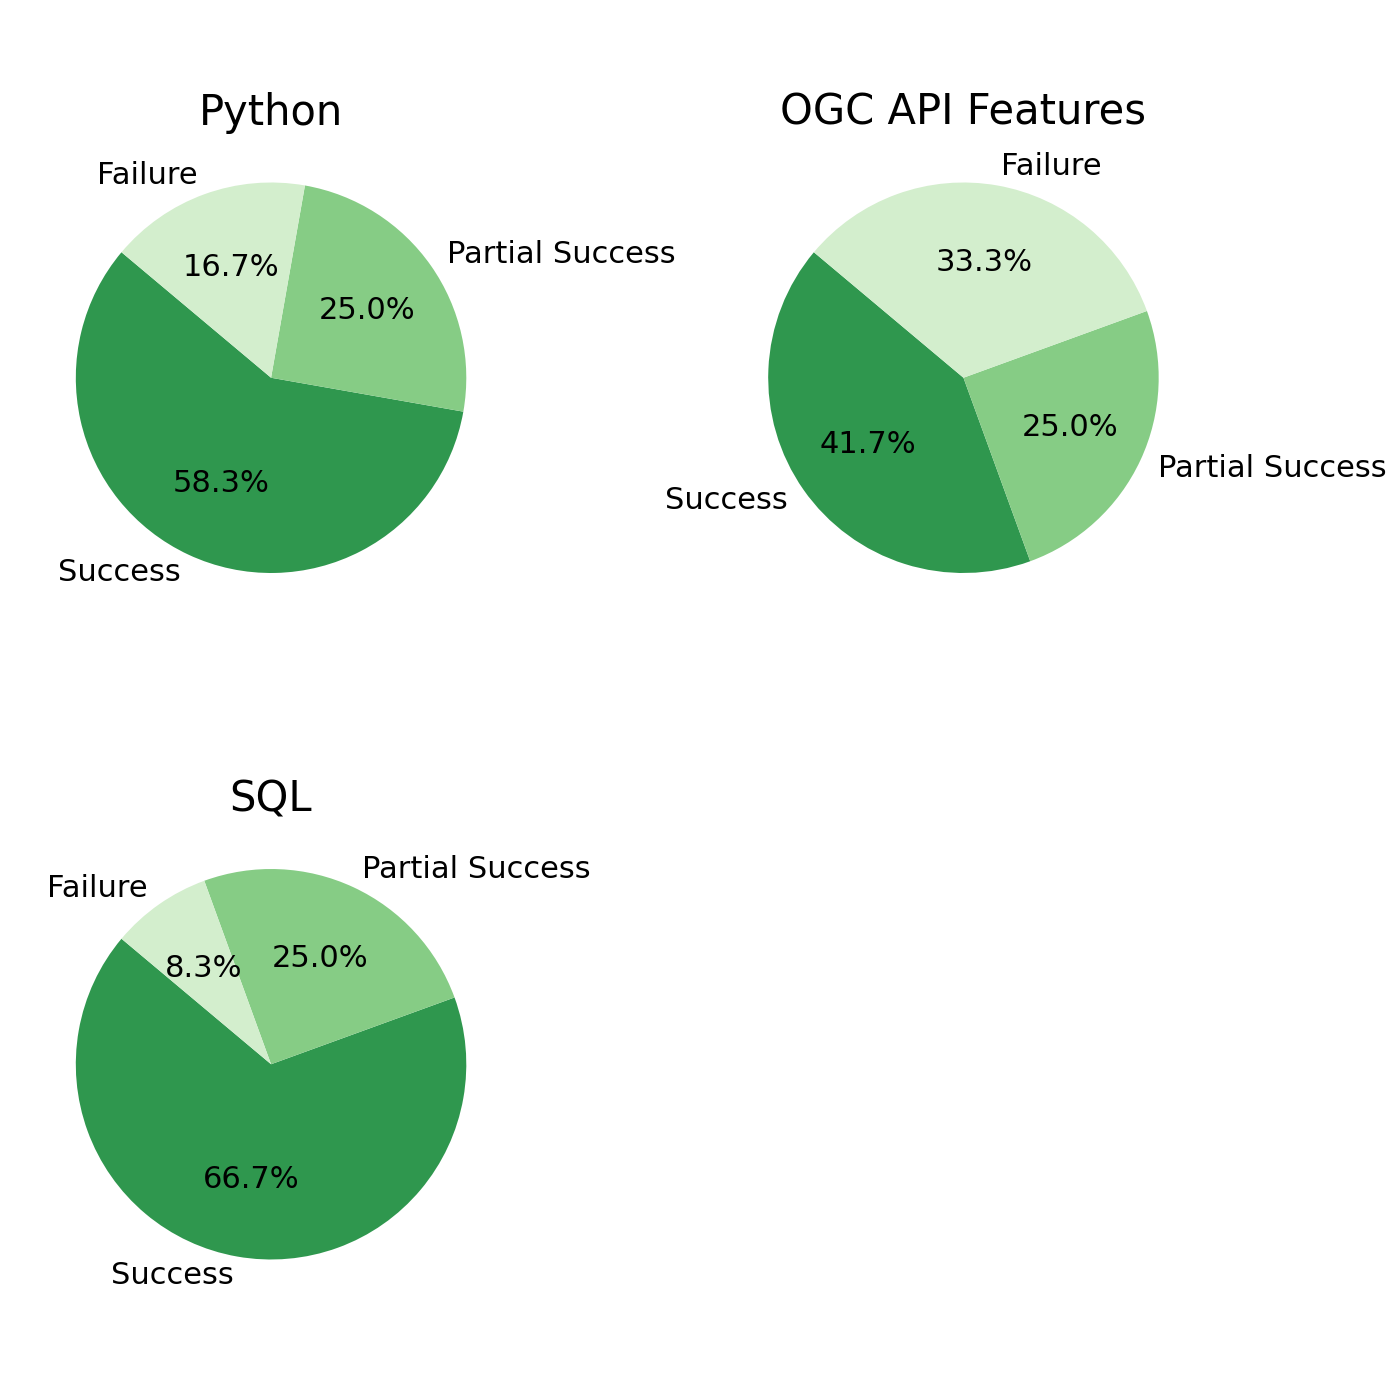 Python
Failure
Partial Success
16.7%
25.0%
58.3%
Success
OGC API Features
Failure
33.3%
25.0%
41.7%
Partial Success
Success
SQL
Partial Success
Failure
25.0%
8.3%
66.7%
Success